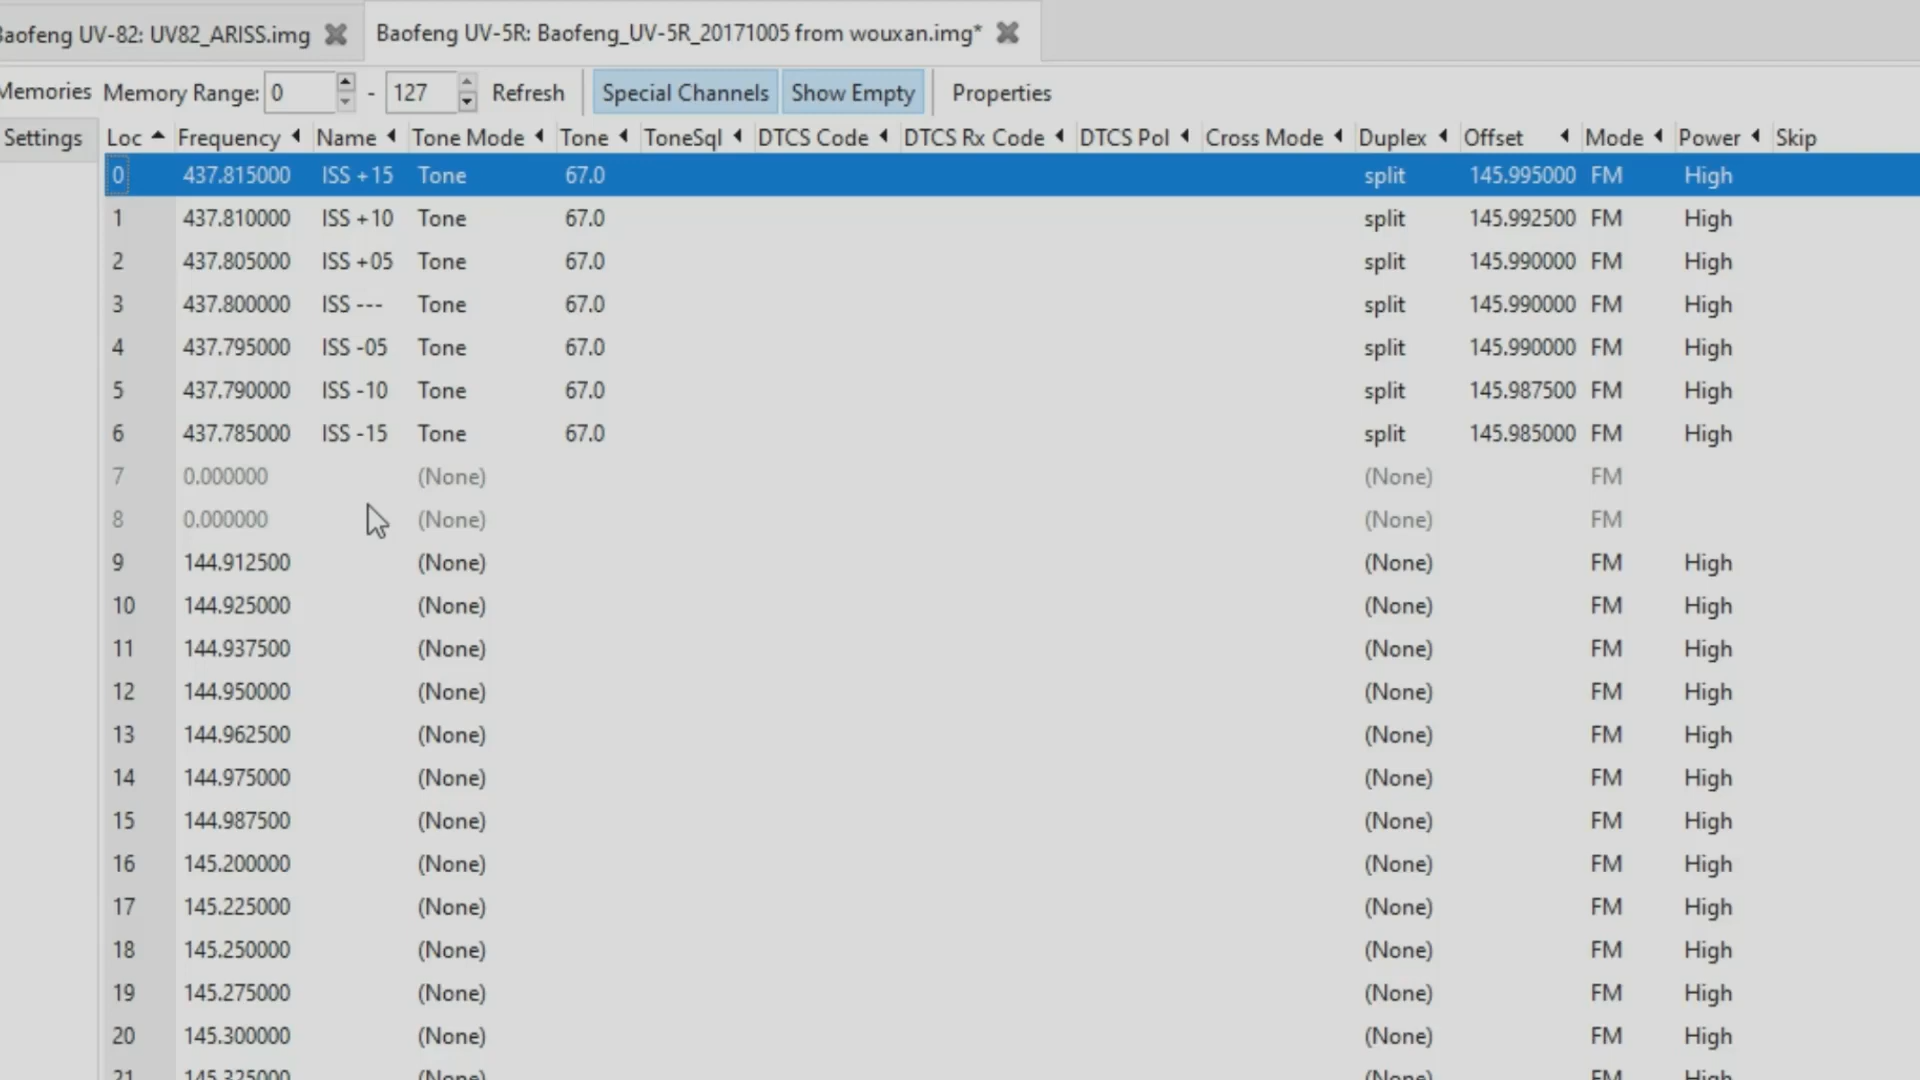 Baofeng UV-82: UV82_ARISS.img Baofeng UV-5R: Baofeng_UV-5R_20171005 from wouxan.img*
Memories Memory Range: 0 - 127 Refresh Special Channels Show Empty Properties
Settings Loc Frequency Name Tone Mode Tone ToneSql DTCS Code DTCS Rx Code DTCS Pol Cross Mode Duplex Offset Mode Power Skip
0 437.815000 ISS +15 Tone 67.0 split 145.995000 FM High
1 437.810000 ISS +10 Tone 67.0 split 145.992500 FM High
2 437.805000 ISS +05 Tone 67.0 split 145.990000 FM High
3 437.800000 ISS --- Tone 67.0 split 145.990000 FM High
4 437.795000 ISS -05 Tone 67.0 split 145.990000 FM High
5 437.790000 ISS -10 Tone 67.0 split 145.987500 FM High
6 437.785000 ISS -15 Tone 67.0 split 145.985000 FM High
7 0.000000 (None) (None) FM
8 0.000000 (None) (None) FM
9 144.912500 (None) (None) FM High
10 144.925000 (None) (None) FM High
11 144.937500 (None) (None) FM High
12 144.950000 (None) (None) FM High
13 144.962500 (None) (None) FM High
14 144.975000 (None) (None) FM High
15 144.987500 (None) (None) FM High
16 145.200000 (None) (None) FM High
17 145.225000 (None) (None) FM High
18 145.250000 (None) (None) FM High
19 145.275000 (None) (None) FM High
20 145.300000 (None) (None) FM High
21 145.325000 (None) (None) FM High